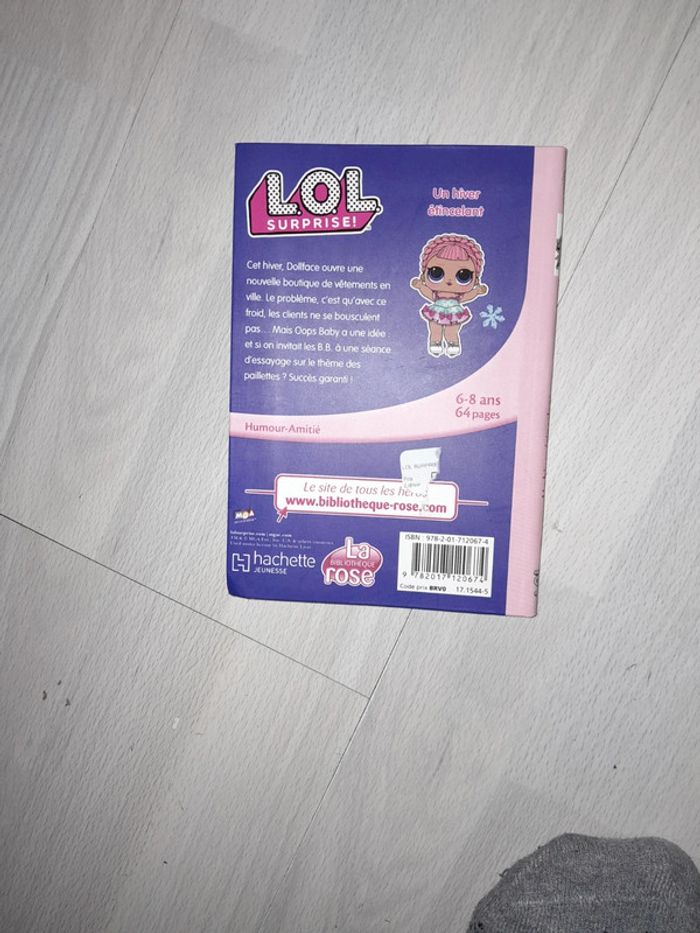 L.O.L.
SURPRISE!
Un hiver
étincelant
Cet hiver, Dollface ouvre une
nouvelle boutique de vêtements en
ville. Le problème, c'est qu'avec ce
froid, les clients ne se bousculent
pas... Mais Oops Baby a une idée :
et si on invitait les B.B. à une séance
d'essayage sur le thème des
paillettes ? Succès garanti !
6-8 ans
64 pages
Humour-Amitié
LOL SURPRISE
Le site de tous les héros
www.bibliotheque-rose.com
MGA
hachette
JEUNESSE
La
BIBLIOTHÈQUE
rose
ISBN : 978-2-01-712067-4
9 782017 120674
Code prix BRV0 17.1544-5